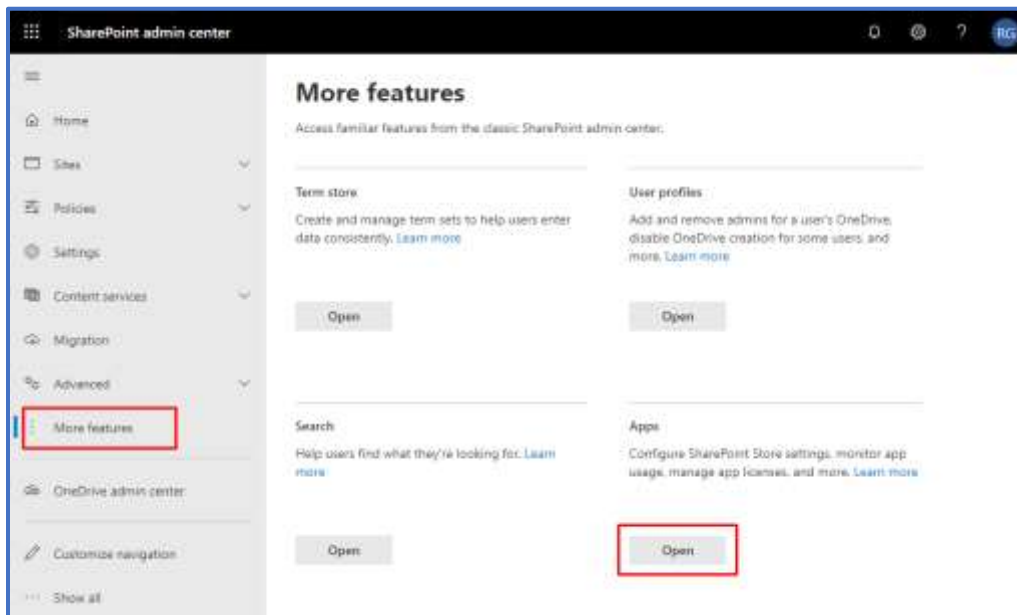 SharePoint admin center
?
RG
Home
Sites
Policies
Settings
Content services
Migration
Advanced
More features
OneDrive admin center
Customize navigation
Show all
More features
Access familiar features from the classic SharePoint admin center.
Term store
Create and manage term sets to help users enter
data consistently. Learn more
Open
User profiles
Add and remove admins for a user's OneDrive,
disable OneDrive creation for some users, and
more. Learn more
Open
Search
Help users find what they're looking for. Learn
more
Open
Apps
Configure SharePoint Store settings, monitor app
usage, manage app licenses, and more. Learn more
Open